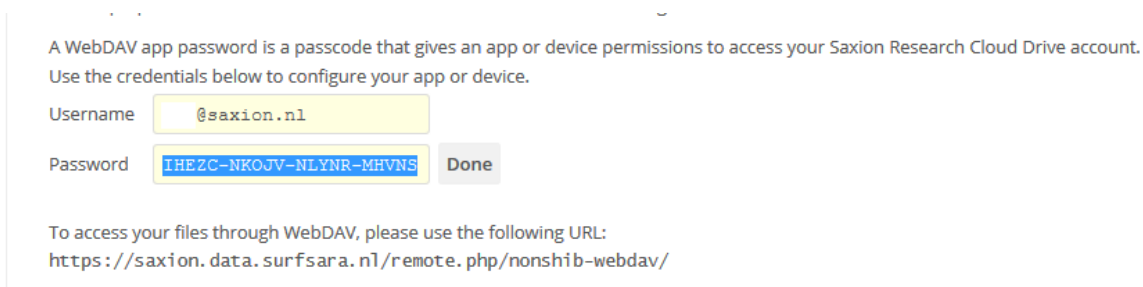 A WebDAV app password is a passcode that gives an app or device permissions to access your Saxion Research Cloud Drive account.
Use the credentials below to configure your app or device.
Username @saxion.nl
Password IHEZC-NKOJV-NLYNR-MHVNS Done
To access your files through WebDAV, please use the following URL:
https://saxion.data.surfsara.nl/remote.php/nonshib-webdav/